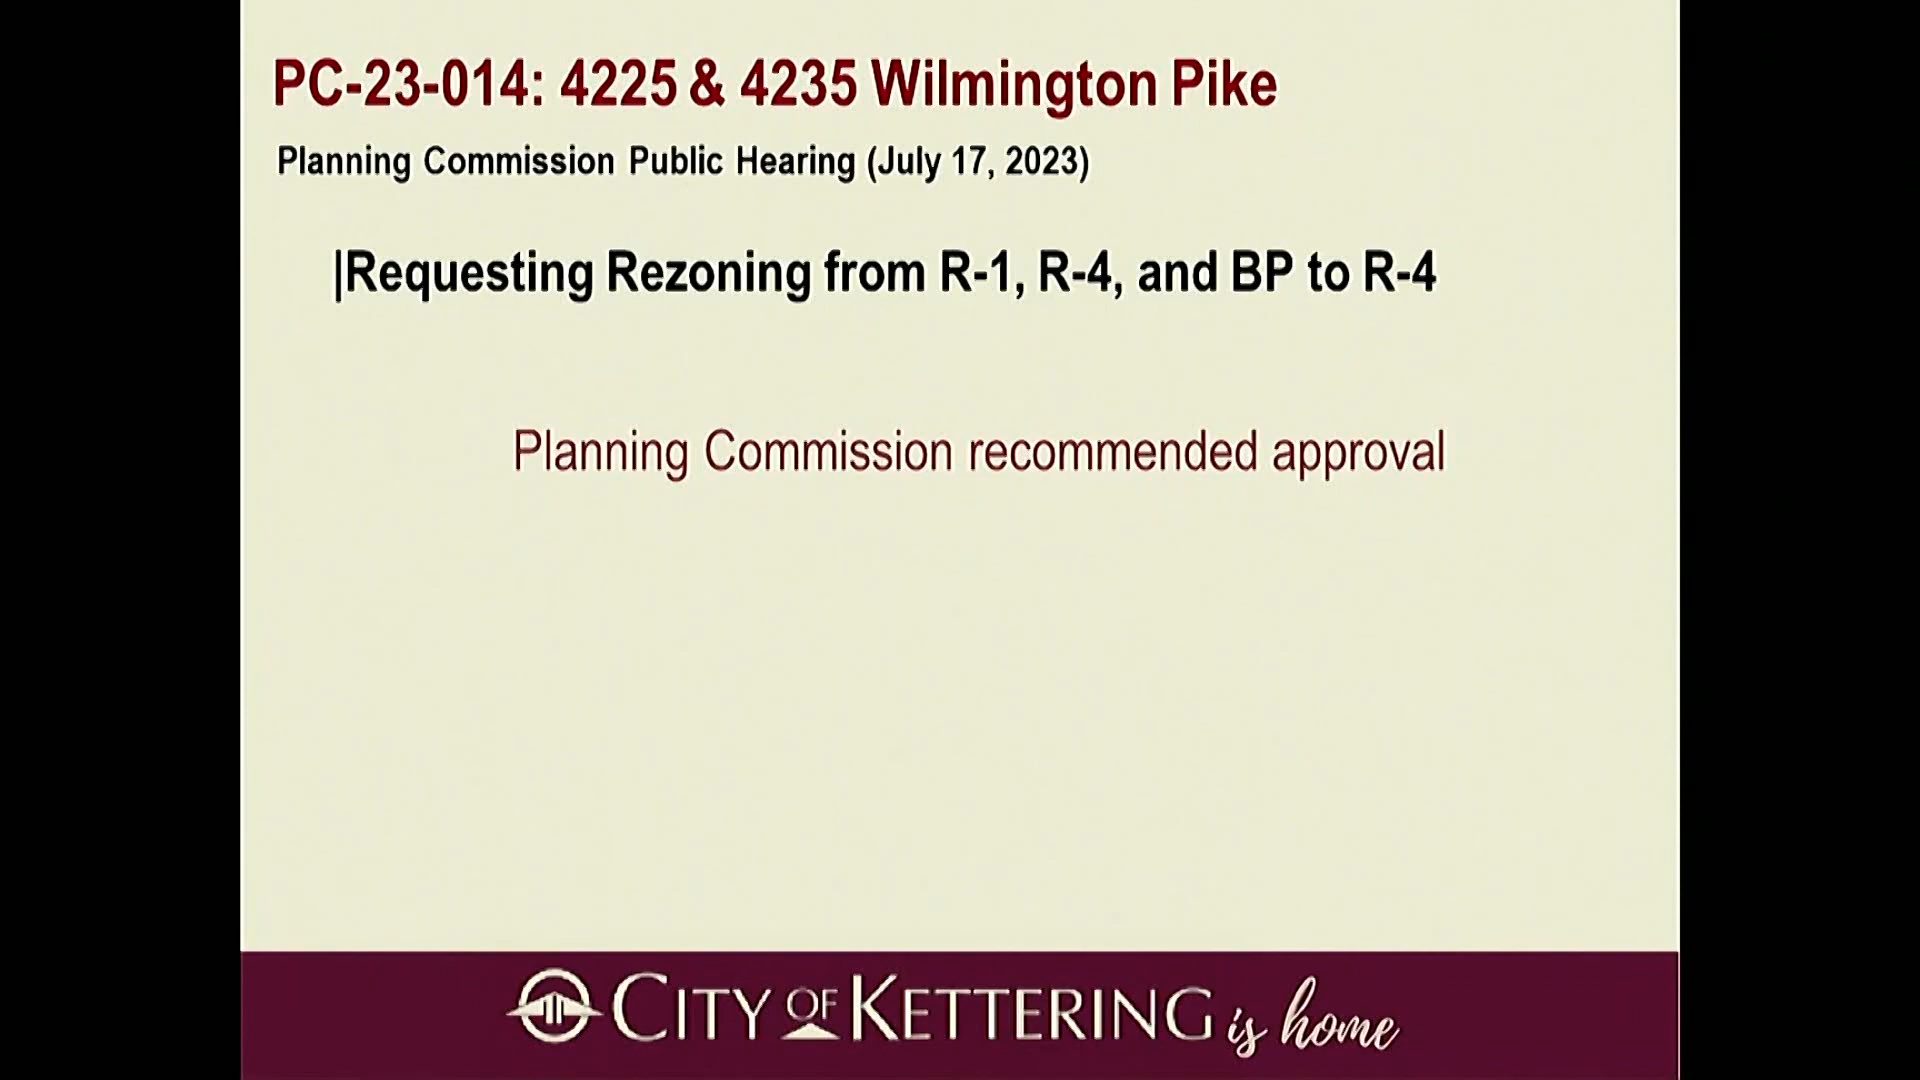 PC-23-014: 4225 & 4235 Wilmington Pike
Planning Commission Public Hearing (July 17, 2023)
|Requesting Rezoning from R-1, R-4, and BP to R-4
Planning Commission recommended approval
CITY OF KETTERING is home